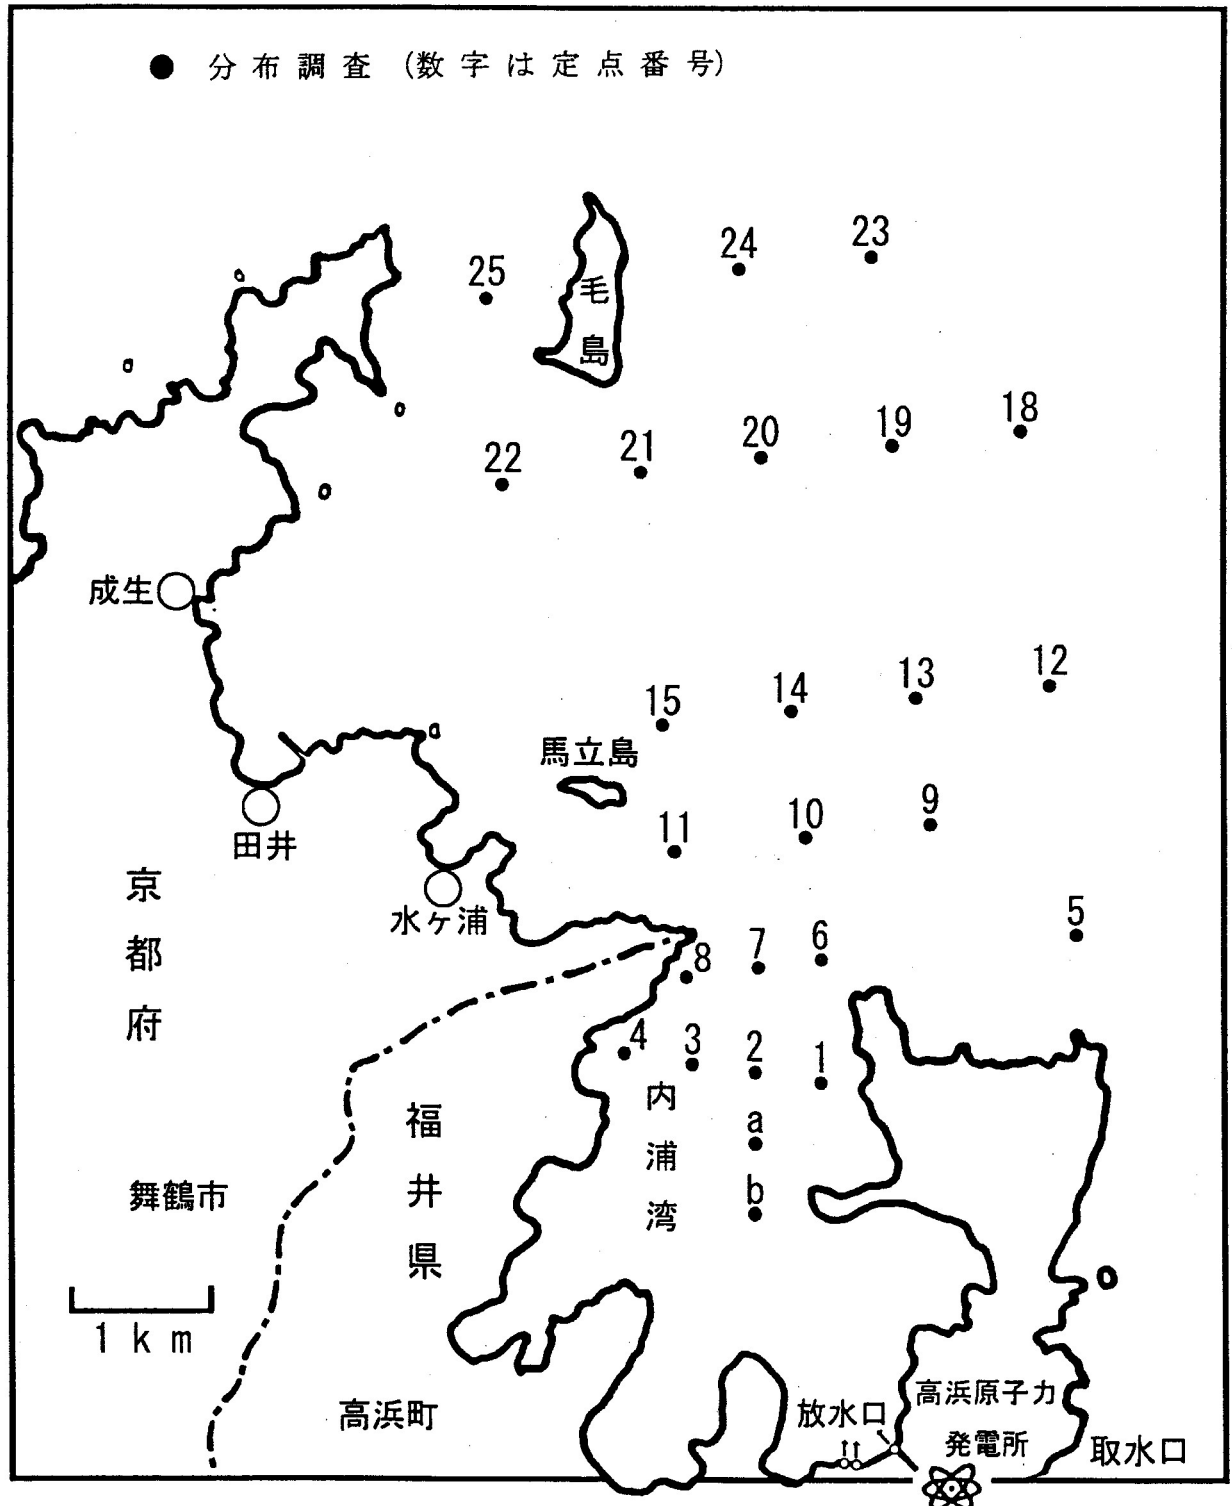 ● 分布調査 (数字は定点番号)
23
24
25
毛島
18
19
20
21
22
成生
12
13
14
15
馬立島
9
10
11
田井
京都府
水ヶ浦
5
6
7
8
4
3
2
1
内浦湾
a
b
福井県
舞鶴市
1km
高浜町
放水口
高浜原子力
発電所
取水口